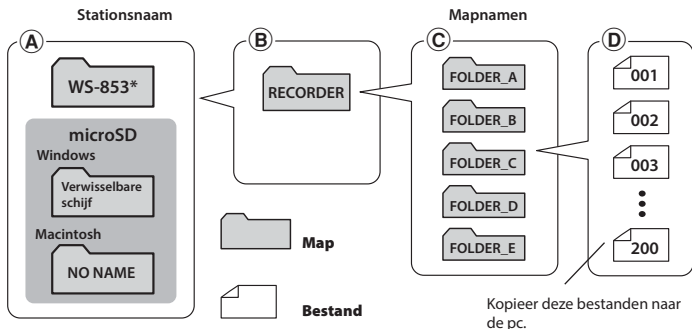 Stationsnaam
Mapnamen
A
B
C
D
WS-853*
microSD
Windows
Verwisselbare
schijf
Macintosh
NO NAME
RECORDER
Map
Bestand
FOLDER_A
FOLDER_B
FOLDER_C
FOLDER_D
FOLDER_E
001
002
003
200
Kopieer deze bestanden naar
de pc.